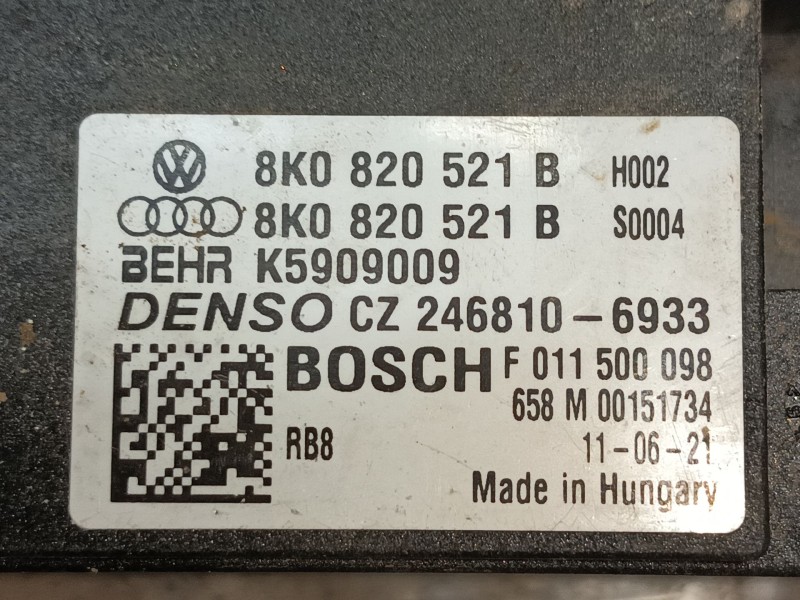 8K0 820 521 B H002
8K0 820 521 B S0004
BEHR K5909009
DENSO CZ 246810-6933
BOSCH F 011 500 098
658 M 00151734
RB8 11-06-21
Made in Hungary